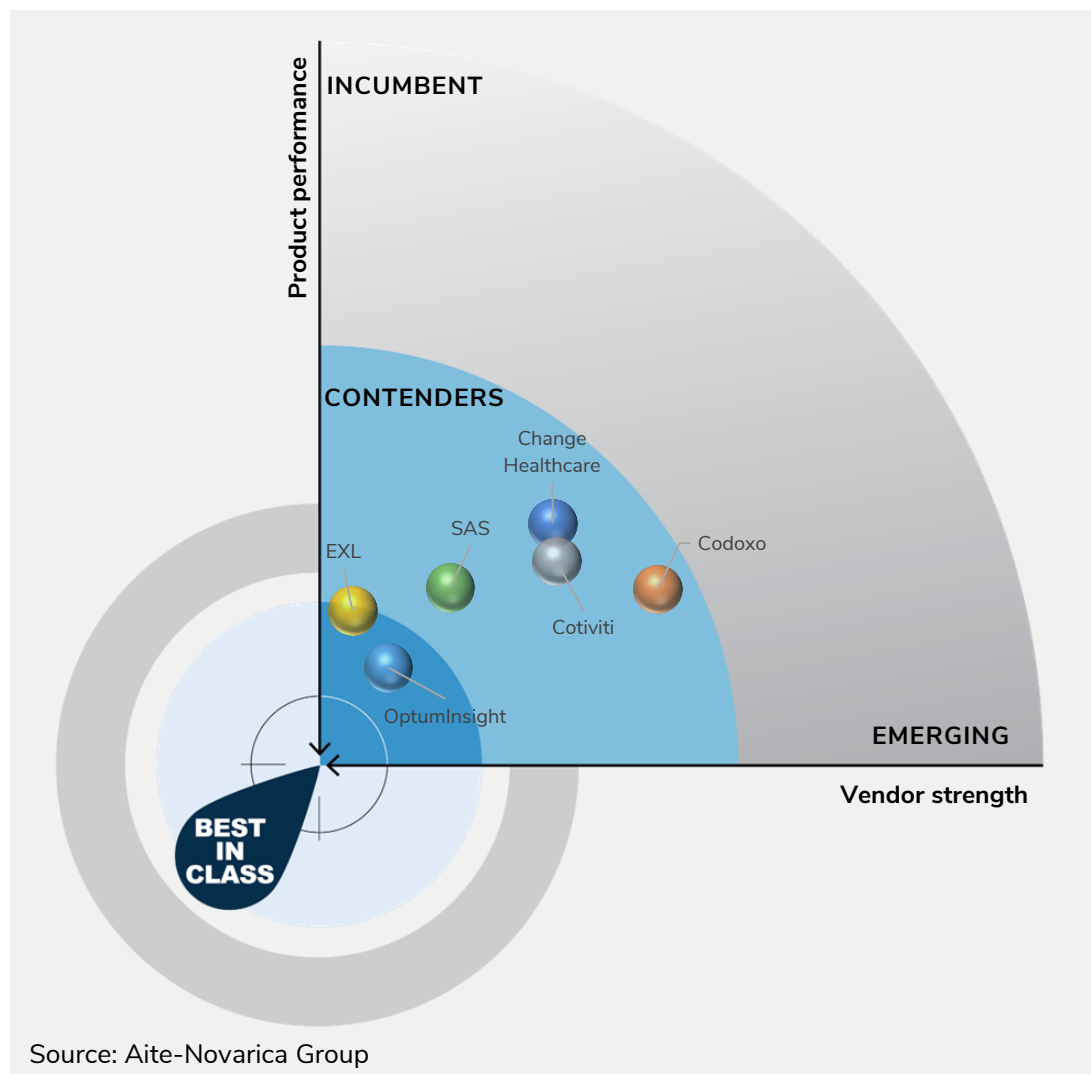 Product performance
INCUMBENT
CONTENDERS
Change
Healthcare
SAS
EXL
Codoxo
Cotiviti
OptumInsight
EMERGING
Vendor strength
BEST
IN
CLASS
Source: Aite-Novarica Group